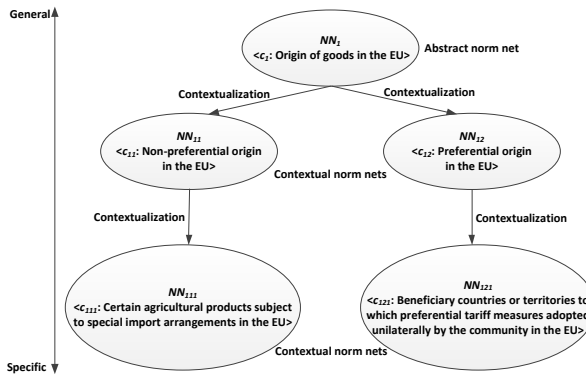 General
NN1
<c1: Origin of goods in the EU>
Abstract norm net
Contextualization
Contextualization
NN11
<c11: Non-preferential origin
in the EU>
NN12
<c12: Preferential origin
in the EU>
Contextual norm nets
Contextualization
Contextualization
NN111
<c111: Certain agricultural products subject
to special import arrangements in the EU>
NN121
<c121: Beneficiary countries or territories to
which preferential tariff measures adopted
unilaterally by the community in the EU>
Contextual norm nets
Specific